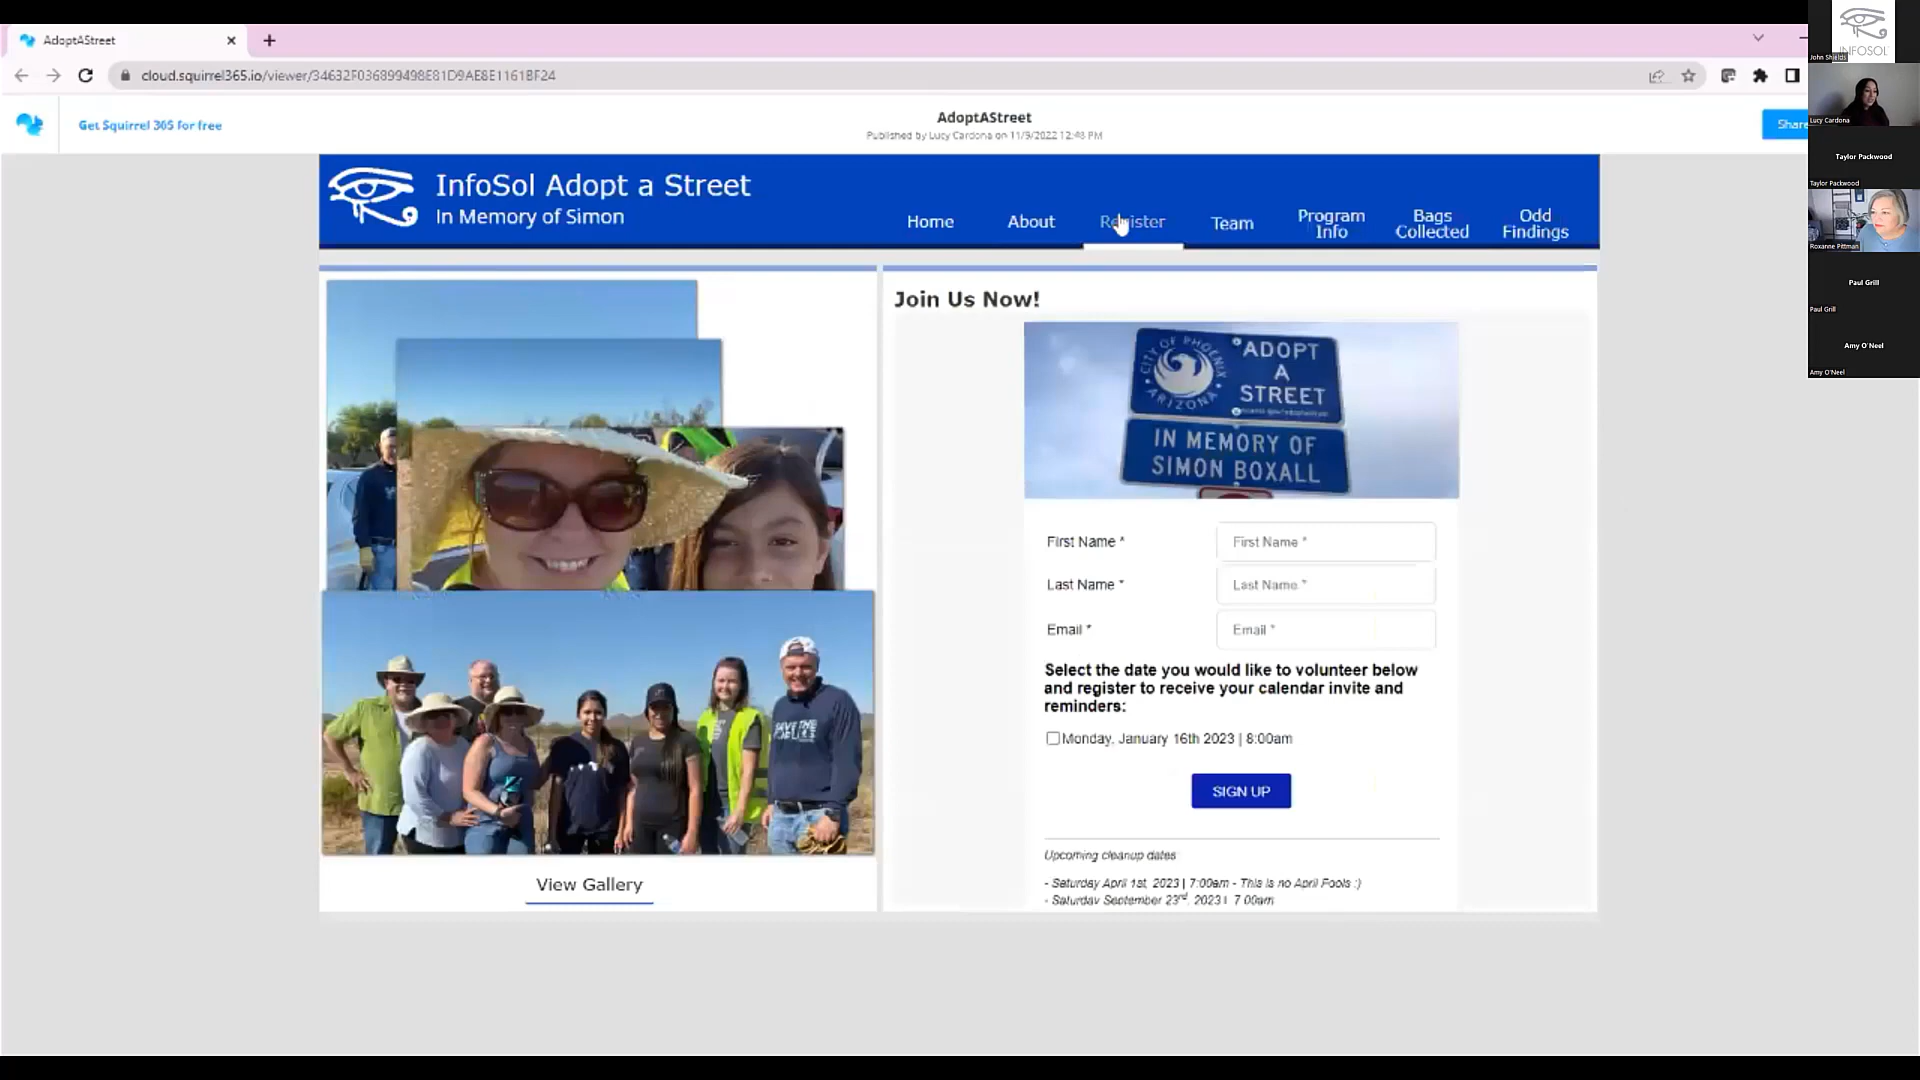 AdoptAStreet
cloud.squirrel365.io/viewer/34632F036899498E81D9AE8E1161BF24
Get Squirrel 365 for free
AdoptAStreet
Published by Lucy Cardona on 11/9/2022 12:48 PM
Share
InfoSol Adopt a Street
In Memory of Simon
Home
About
Register
Team
Program
Info
Bags
Collected
Odd
Findings
Join Us Now!
CITY OF PHOENIX
ARIZONA
ADOPT
A
STREET
IN MEMORY OF
SIMON BOXALL
First Name *
First Name *
Last Name *
Last Name *
Email *
Email *
Select the date you would like to volunteer below
and register to receive your calendar invite and
reminders:
Monday, January 16th 2023 | 8:00am
SIGN UP
Upcoming cleanup dates
- Saturday April 1st, 2023 | 7:00am - This is no April Fools :)
- Saturday September 23rd, 2023 | 7:00am
SAVE THE
View Gallery
INFOSOL
John Shields
Lucy Cardona
Taylor Packwood
Taylor Packwood
Roxanne Pittman
Paul Grill
Paul Grill
Amy O'Neel
Amy O'Neel